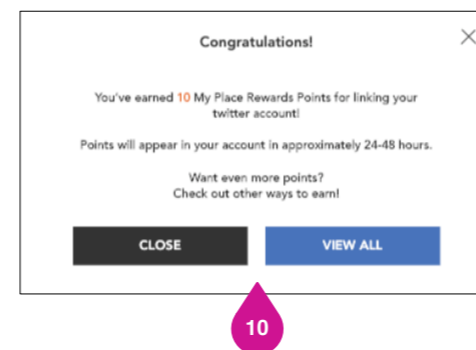 Congratulations!
You've earned 10 My Place Rewards Points for linking your
twitter account!
Points will appear in your account in approximately 24-48 hours.
Want even more points?
Check out other ways to earn!
CLOSE
VIEW ALL
10